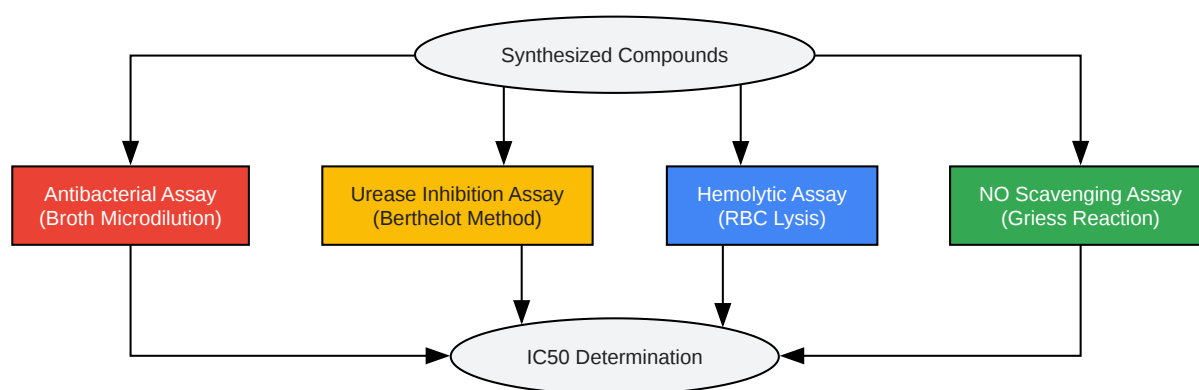 Synthesized Compounds
Antibacterial Assay
(Broth Microdilution)
Urease Inhibition Assay
(Berthelot Method)
Hemolytic Assay
(RBC Lysis)
NO Scavenging Assay
(Griess Reaction)
IC50 Determination